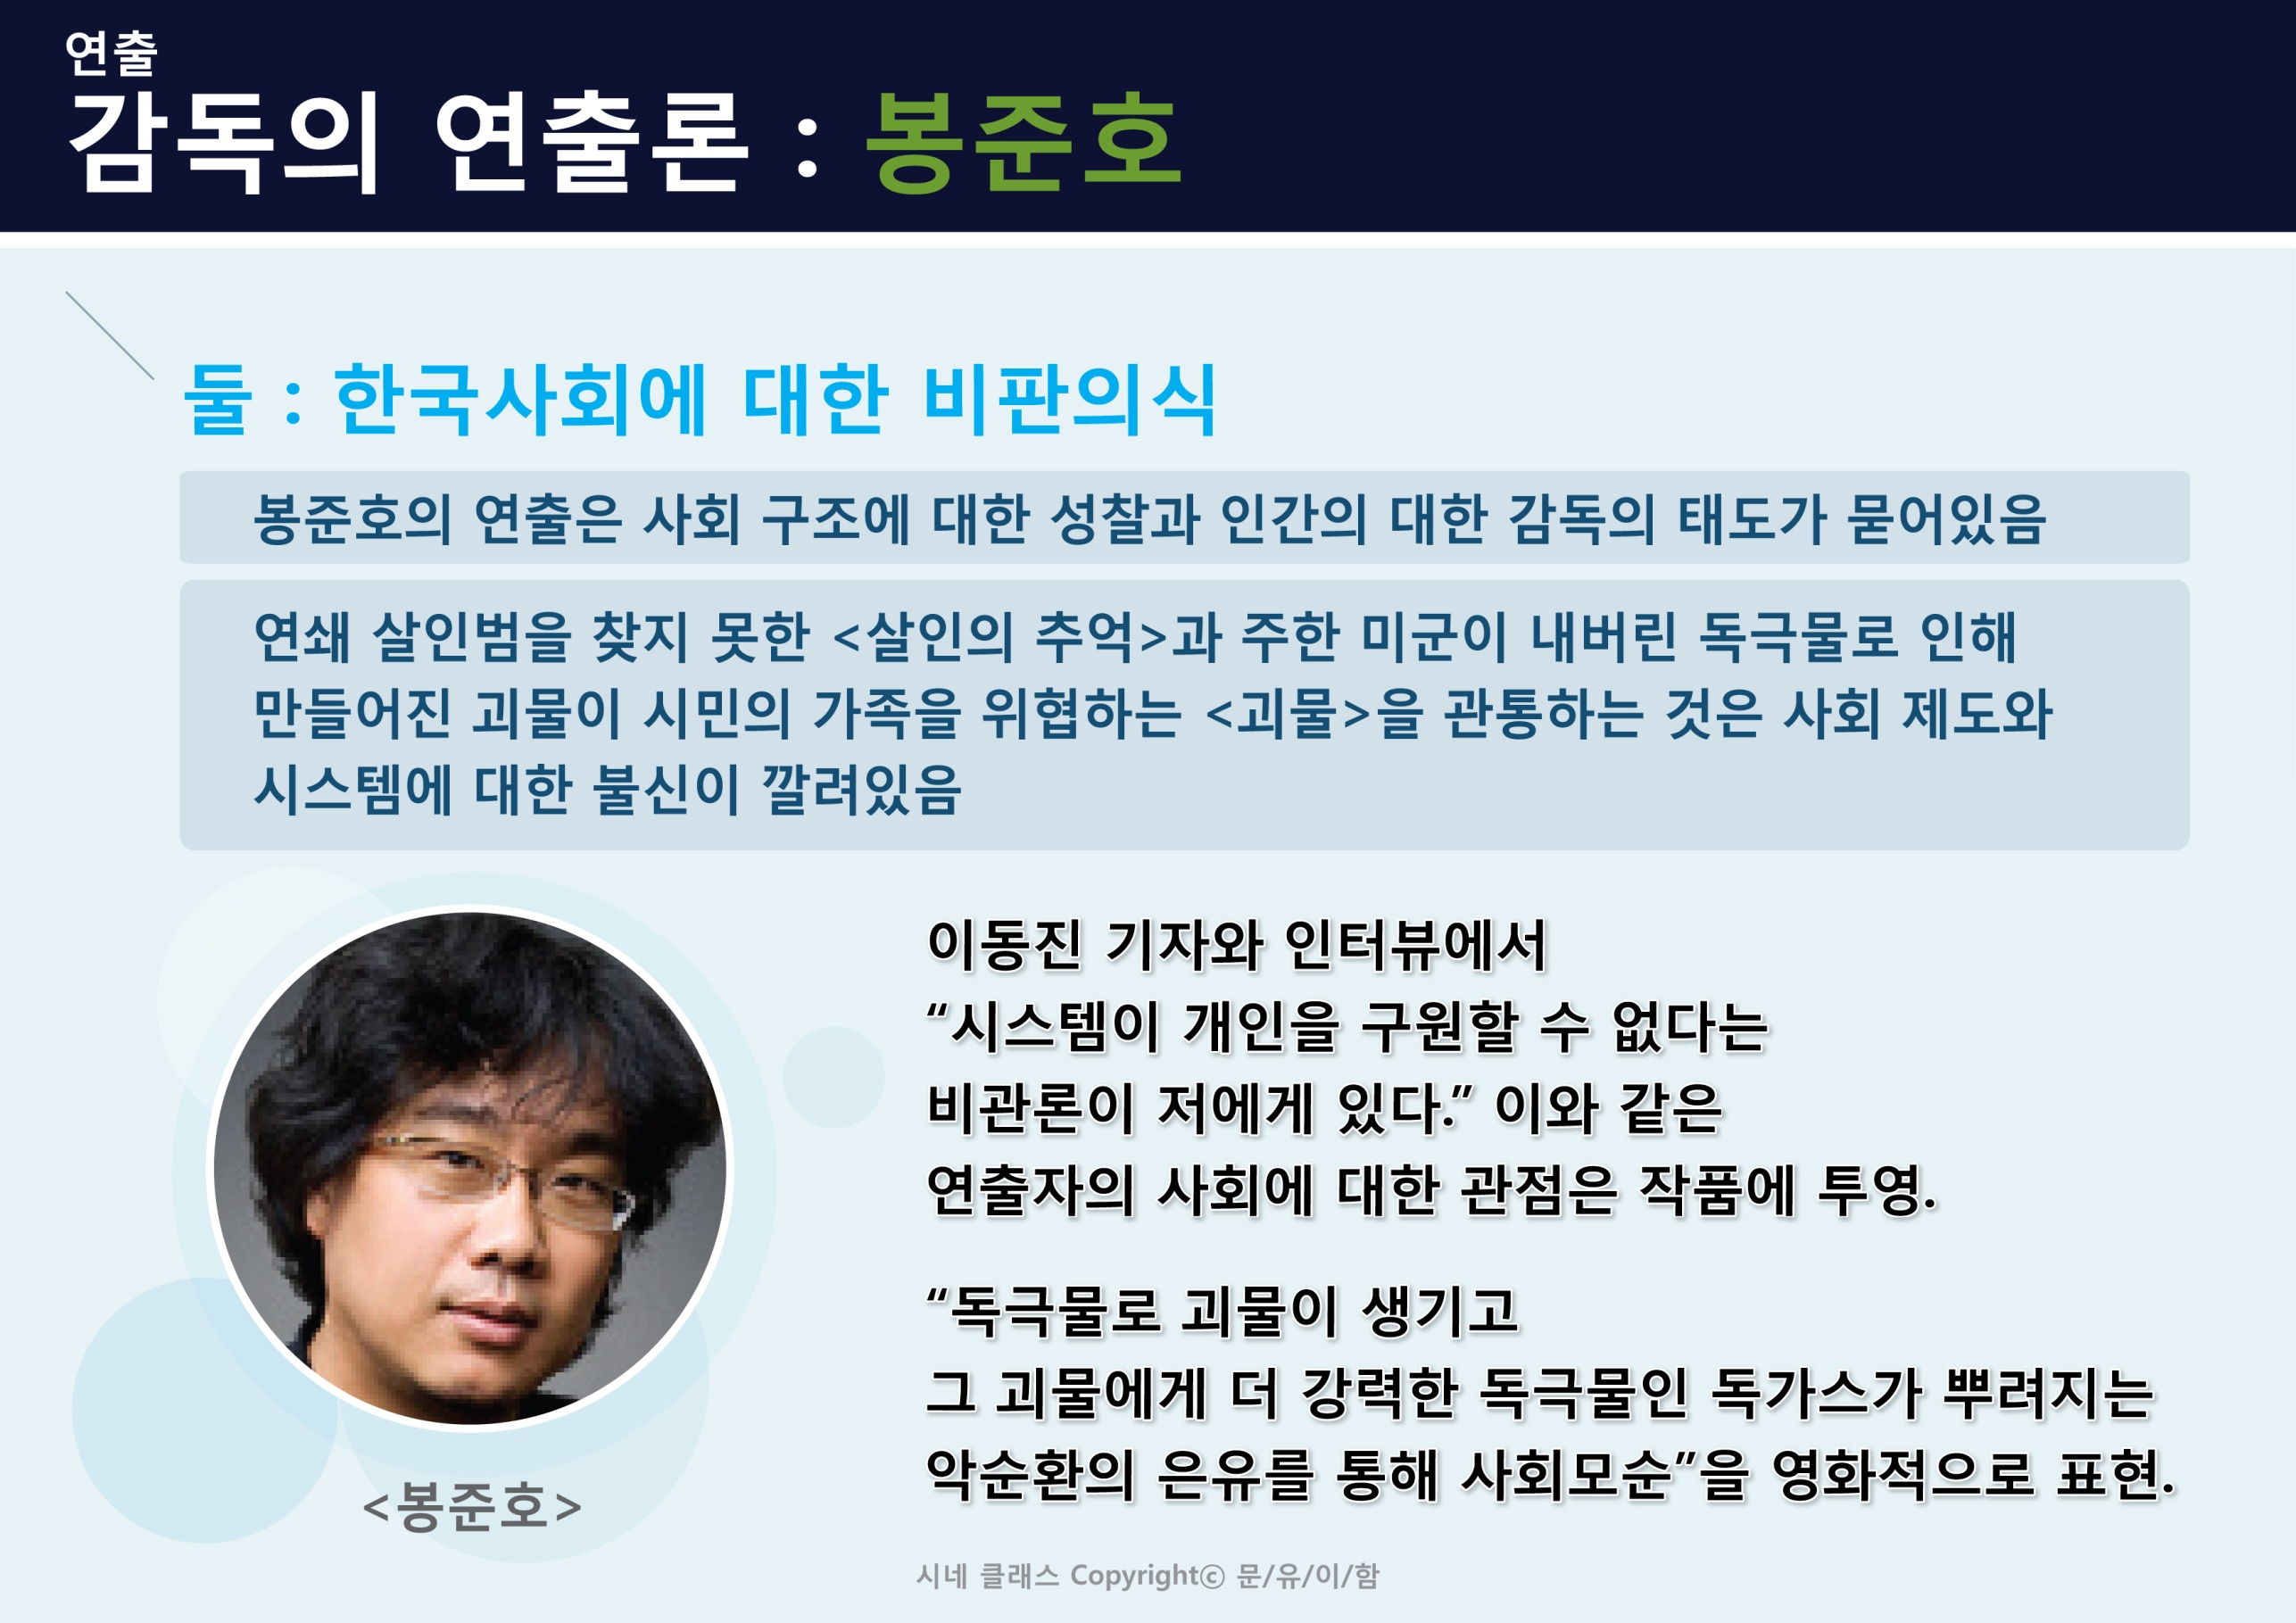 연출
감독의 연출론 : 봉준호
둘 : 한국사회에 대한 비판의식
봉준호의 연출은 사회 구조에 대한 성찰과 인간의 대한 감독의 태도가 묻어있음
연쇄 살인범을 찾지 못한 <살인의 추억>과 주한 미군이 내버린 독극물로 인해
만들어진 괴물이 시민의 가족을 위협하는 <괴물>을 관통하는 것은 사회 제도와
시스템에 대한 불신이 깔려있음
이동진 기자와 인터뷰에서
“시스템이 개인을 구원할 수 없다는
비관론이 저에게 있다.” 이와 같은
연출자의 사회에 대한 관점은 작품에 투영.
“독극물로 괴물이 생기고
그 괴물에게 더 강력한 독극물인 독가스가 뿌려지는
악순환의 은유를 통해 사회모순”을 영화적으로 표현.
<봉준호>
시네 클래스 Copyright© 문/유/이/함